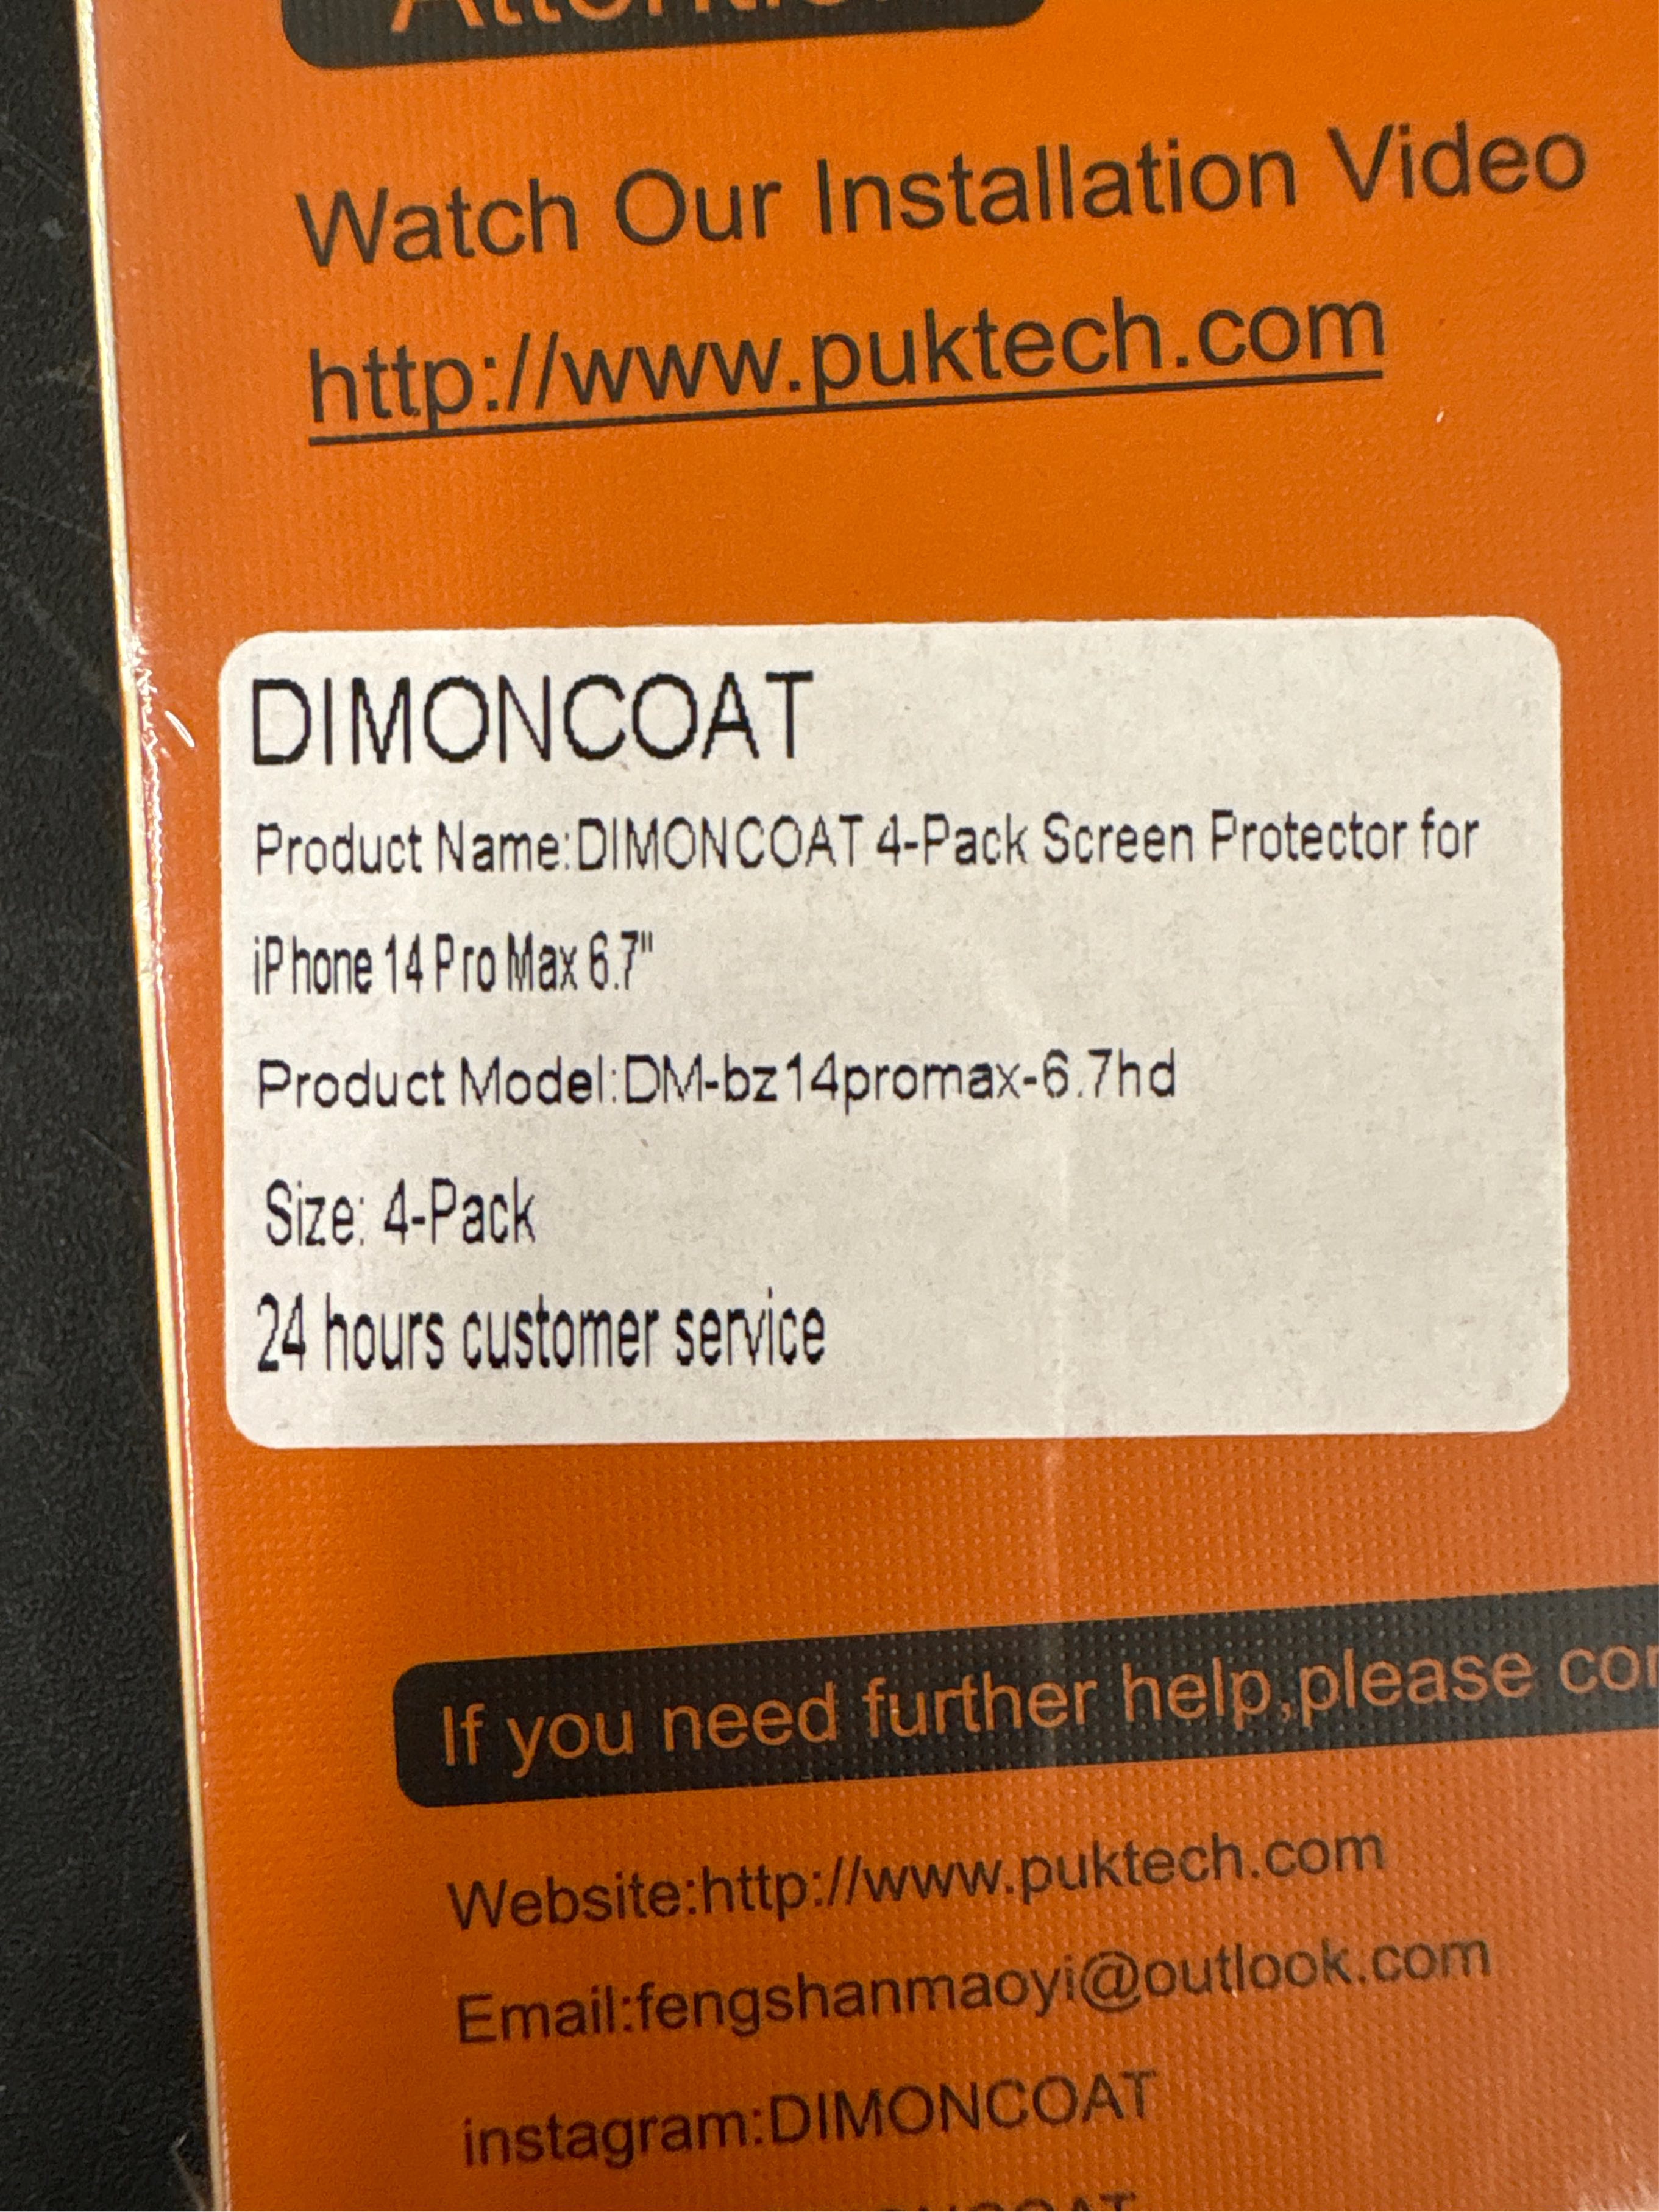 Watch Our Installation Video
http://www.puktech.com
DIMONCOAT
Product Name:DIMONCOAT 4-Pack Screen Protector for
iPhone 14 Pro Max 6.7"
Product Model:DM-bz14promax-6.7hd
Size: 4-Pack
24 hours customer service
If you need further help,please
Website:http://www.puktech.com
Email:fengshanmaoyi@outlook.com
instagram:DIMONCOAT